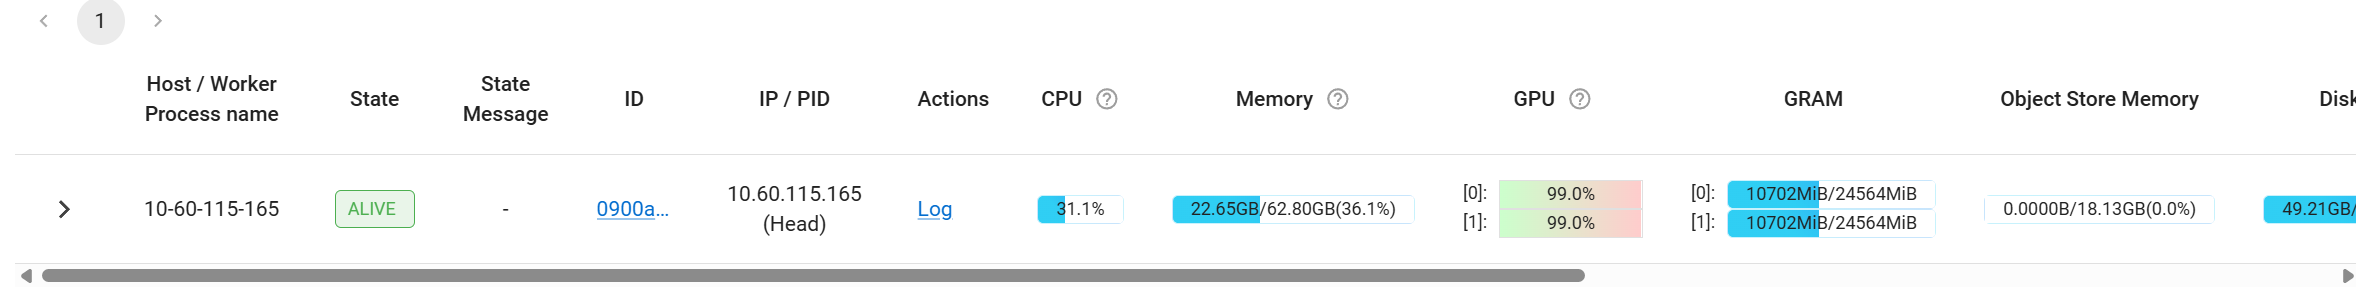 1
Host / Worker
Process name
State
State
Message
ID
IP / PID
Actions
CPU ?
Memory ?
GPU ?
GRAM
Object Store Memory
Disk
10-60-115-165
ALIVE
-
0900a...
10.60.115.165
(Head)
Log
31.1%
22.65GB/62.80GB(36.1%)
[0]: 99.0%
[1]: 99.0%
[0]: 10702MiB/24564MiB
[1]: 10702MiB/24564MiB
0.0000B/18.13GB(0.0%)
49.21GB/